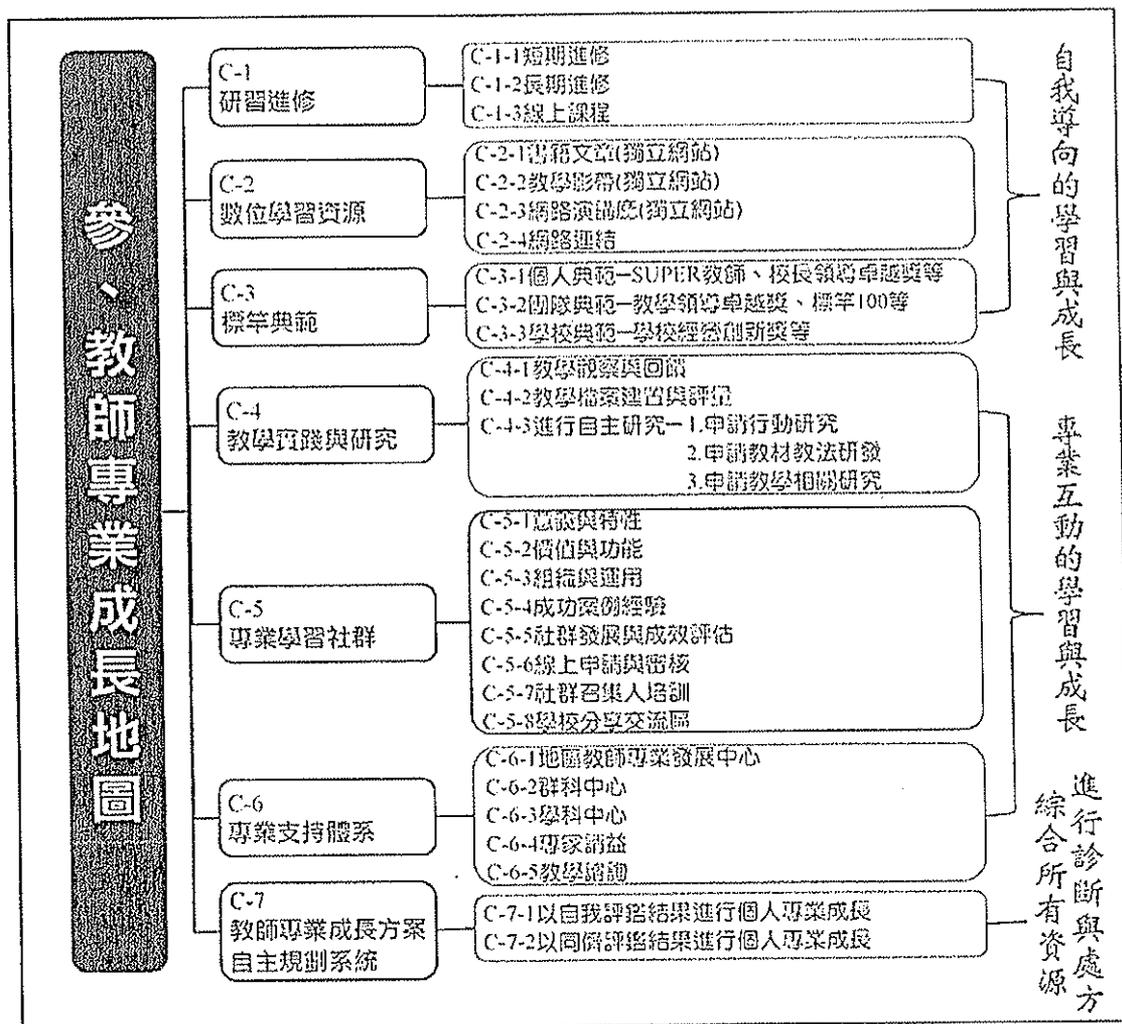 參、教師專業成長地圖
C-1
研習進修
C-1-1短期進修
C-1-2長期進修
C-1-3線上課程
C-2
數位學習資源
C-2-1書籍文章(獨立網站)
C-2-2教學影帶(獨立網站)
C-2-3網路演講廳(獨立網站)
C-2-4網路連結
C-3
標竿典範
C-3-1個人典範－SUPER教師、校長領導卓越獎等
C-3-2團隊典範－教學領導卓越獎、標竿100等
C-3-3學校典範－學校經營創新獎等
自我導向的學習與成長
C-4
教學實踐與研究
C-4-1教學觀察與回饋
C-4-2教學檔案建置與評量
C-4-3進行自主研究－1.申請行動研究
2.申請教材教法研發
3.申請教學相關研究
C-5
專業學習社群
C-5-1意義與特性
C-5-2價值與功能
C-5-3組織與運用
C-5-4成功案例經驗
C-5-5社群發展與成效評估
C-5-6線上申請與審核
C-5-7社群召集人培訓
C-5-8學校分享交流區
C-6
專業支持體系
C-6-1地區教師專業發展中心
C-6-2群科中心
C-6-3學科中心
C-6-4專家諮益
C-6-5教學諮詢
專業互動的學習與成長
C-7
教師專業成長方案
自主規劃系統
C-7-1以自我評鑑結果進行個人專業成長
C-7-2以同儕評鑑結果進行個人專業成長
進行診斷與處方
綜合所有資源